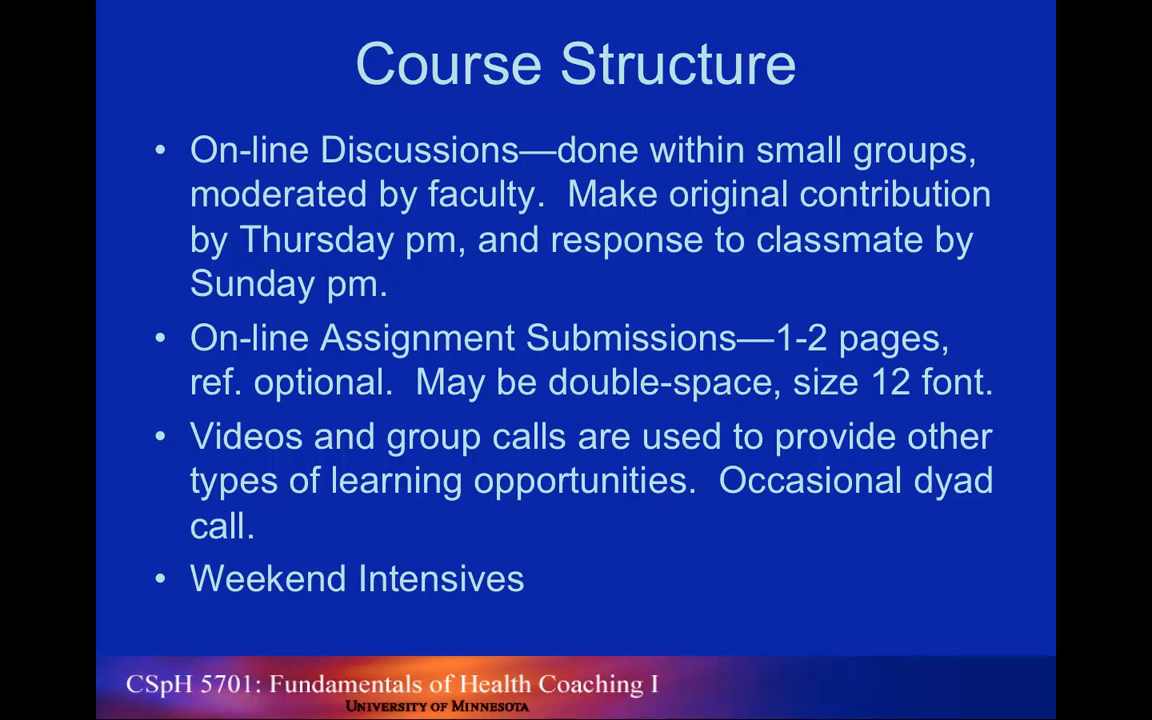 Course Structure
• On-line Discussions—done within small groups,
moderated by faculty.  Make original contribution
by Thursday pm, and response to classmate by
Sunday pm.
• On-line Assignment Submissions—1-2 pages,
ref. optional.  May be double-space, size 12 font.
• Videos and group calls are used to provide other
types of learning opportunities.  Occasional dyad
call.
• Weekend Intensives
CSpH 5701: Fundamentals of Health Coaching I
UNIVERSITY OF MINNESOTA